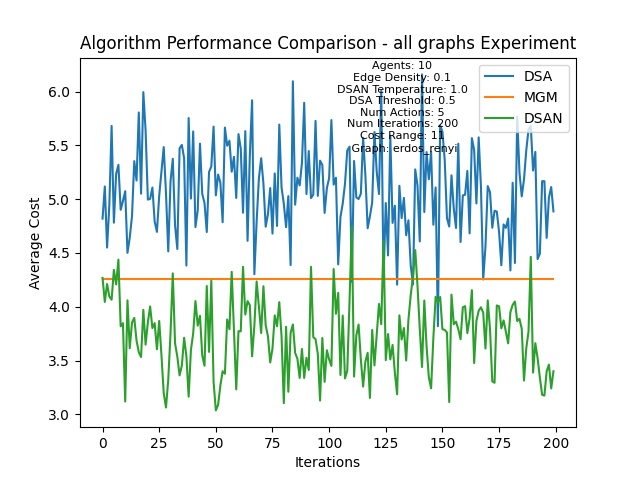 Algorithm Performance Comparison - all graphs Experiment
Agents: 10
Edge Density: 0.1
DSAN Temperature: 1.0
DSA Threshold: 0.5
Num Actions: 5
Num Iterations: 200
Cost Range: 11
Graph: erdos_renyi
DSA
MGM
DSAN
Average Cost
6.0
5.5
5.0
4.5
4.0
3.5
3.0
0 25 50 75 100 125 150 175 200
Iterations